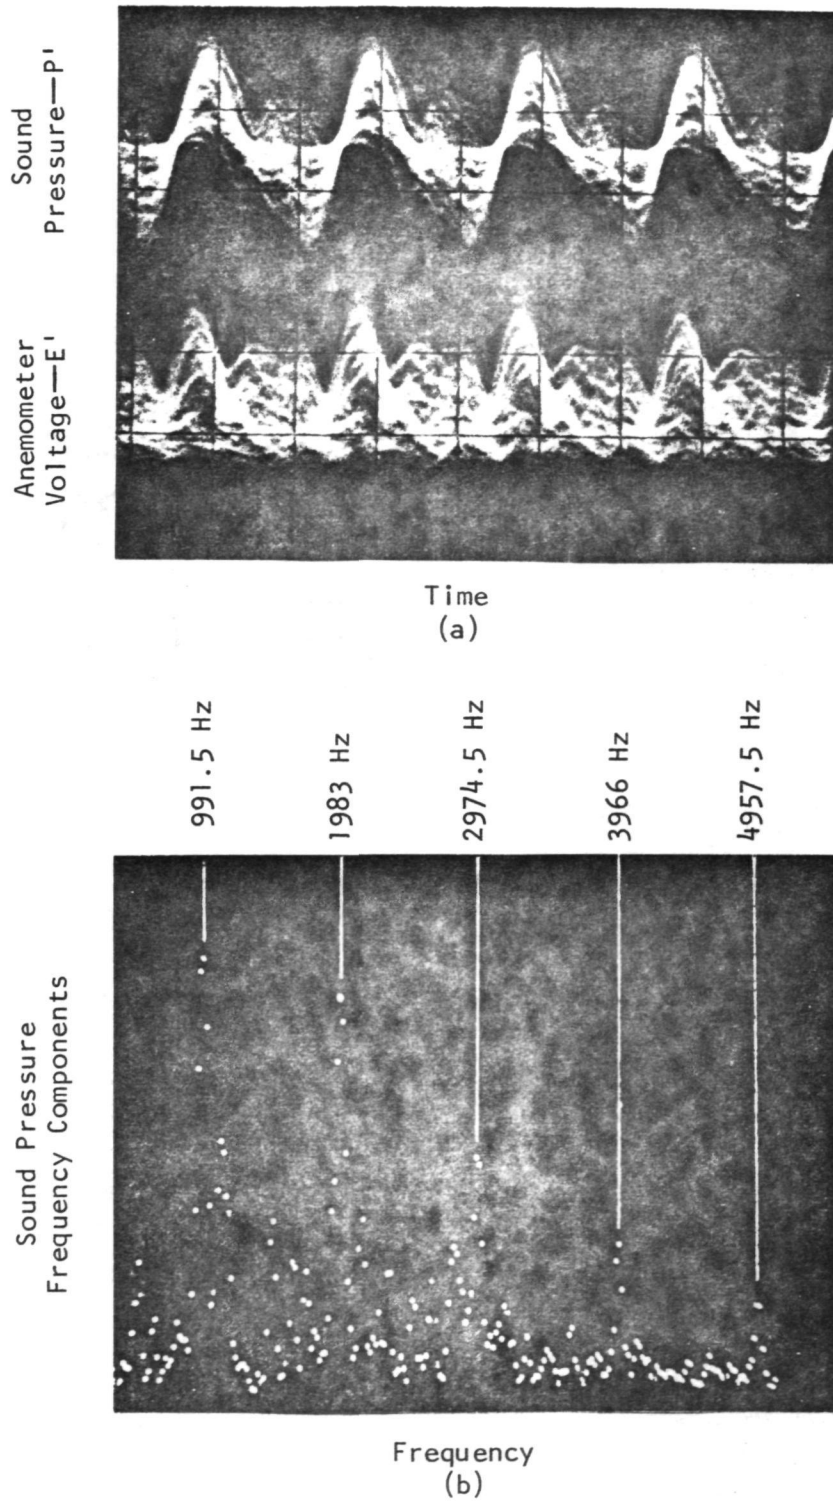 Sound
Pressure—P'
Anemometer
Voltage—E'
Time
(a)
991.5 Hz
1983 Hz
2974.5 Hz
3966 Hz
4957.5 Hz
Sound Pressure
Frequency Components
Frequency
(b)